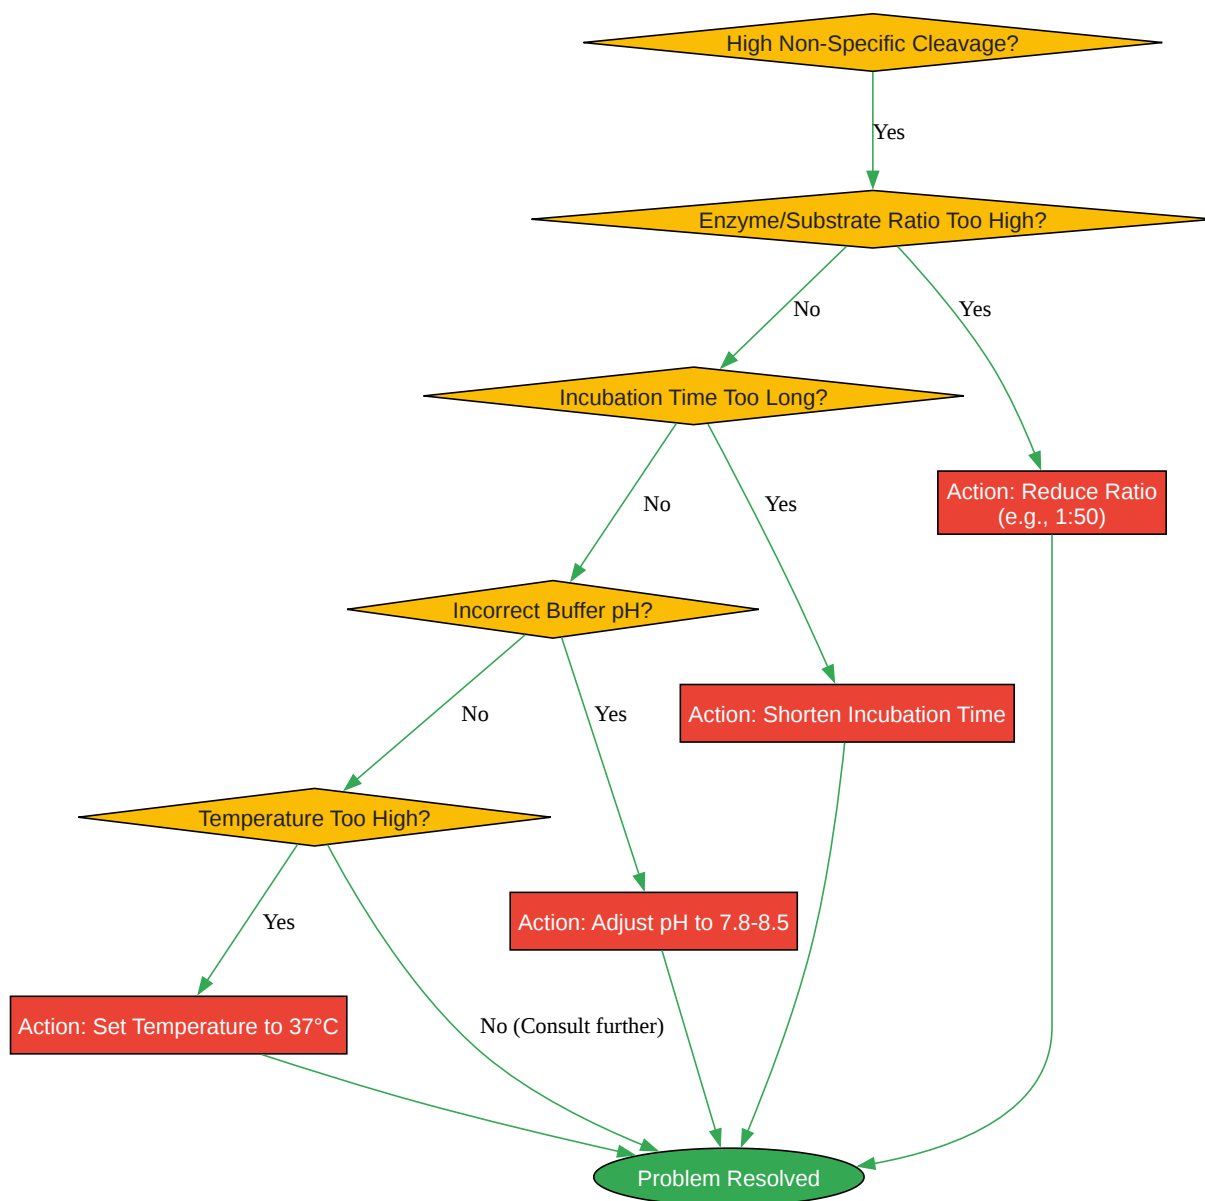 High Non-Specific Cleavage?
Yes
Enzyme/Substrate Ratio Too High?
No
Yes
Incubation Time Too Long?
Action: Reduce Ratio
(e.g., 1:50)
No
Yes
Incorrect Buffer pH?
Action: Shorten Incubation Time
No
Yes
Temperature Too High?
Action: Adjust pH to 7.8-8.5
Yes
Action: Set Temperature to 37°C
No (Consult further)
Problem Resolved